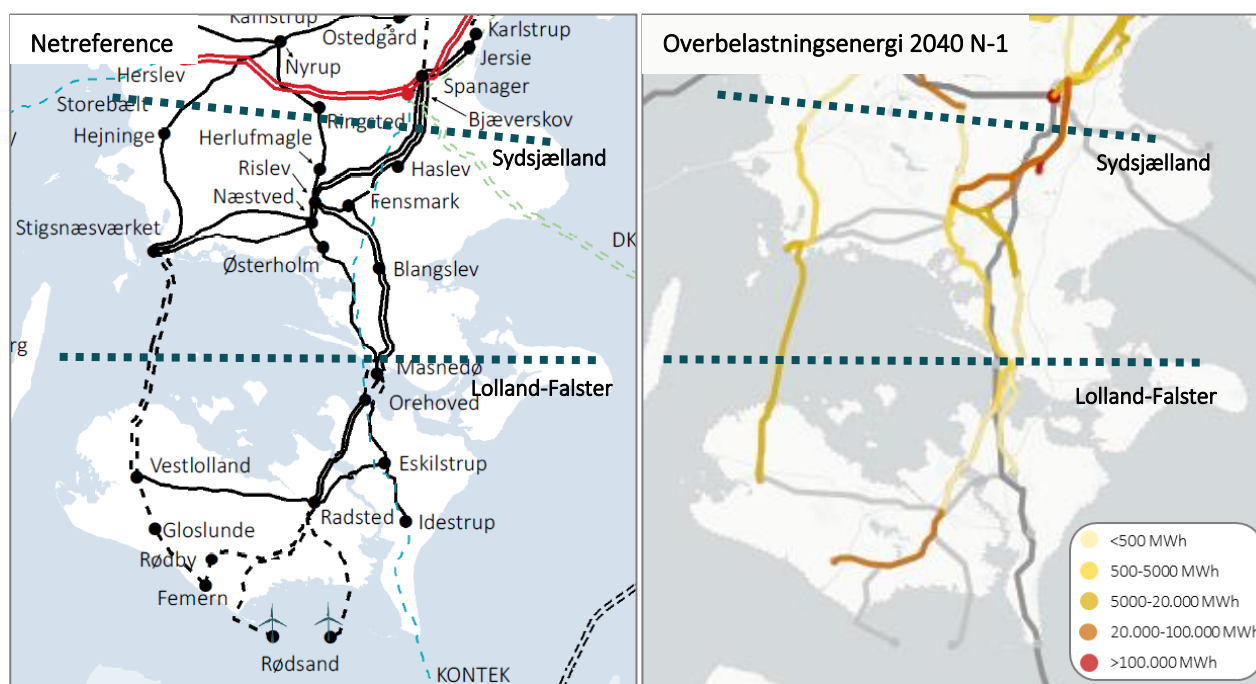 Netreference
Kamstrup
Ostedgård
Karlstrup
Jersie
Nyrup
Herslev
Spanager
Storebælt
Bjæverskov
Ringsted
Hejninge
Herlufmagle
Sydsjælland
Rislev
Haslev
Næstved
Fensmark
Stigsnæsværket
DK
Østerholm
Blangslev
rg
Masnedø
Lolland-Falster
Orehoved
Vestlolland
Eskilstrup
Radsted
Idestrup
Gloslunde
Rødby
Femern
Rødsand
KONTEK
Overbelastningsenergi 2040 N-1
Sydsjælland
Lolland-Falster
<500 MWh
500-5000 MWh
5000-20.000 MWh
20.000-100.000 MWh
>100.000 MWh